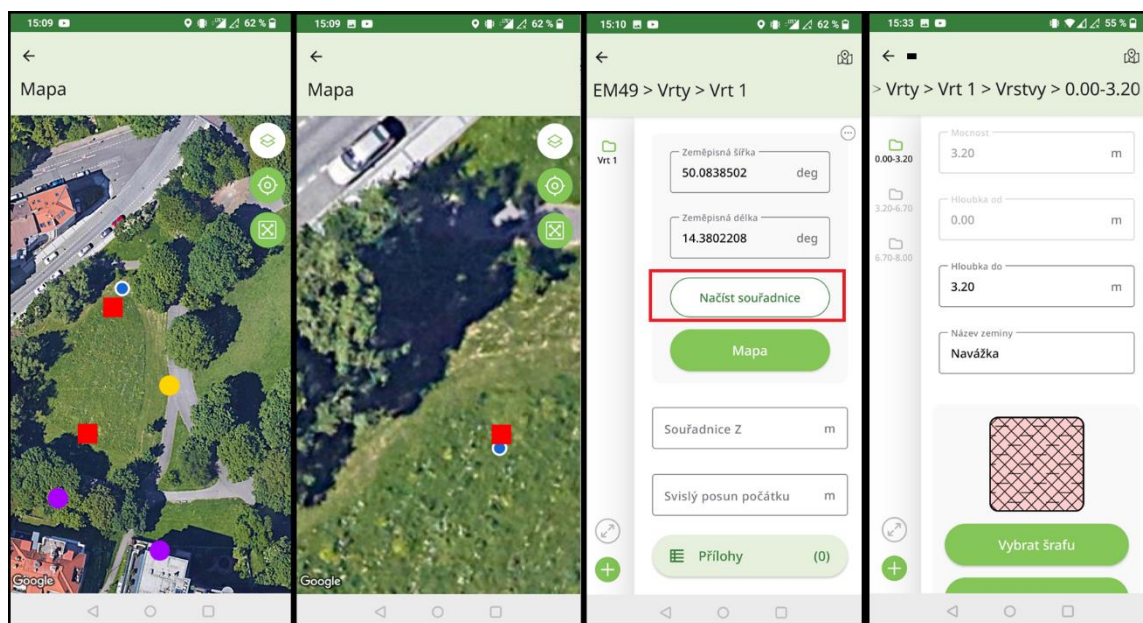 15:09
62 %
Mapa
Google
15:09
62 %
Mapa
Google
15:10
62 %
EM49 > Vrty > Vrt 1
Vrt 1
Zeměpisná šířka
50.0838502 deg
Zeměpisná délka
14.3802208 deg
Načíst souřadnice
Mapa
Souřadnice Z m
Svislý posun počátku m
Přílohy (0)
15:33
55 %
> Vrty > Vrt 1 > Vrstvy > 0.00-3.20
0.00-3.20
3.20-6.70
6.70-8.00
Mocnost
3.20 m
Hloubka od
0.00 m
Hloubka do
3.20 m
Název zeminy
Navážka
Vybrat šrafu